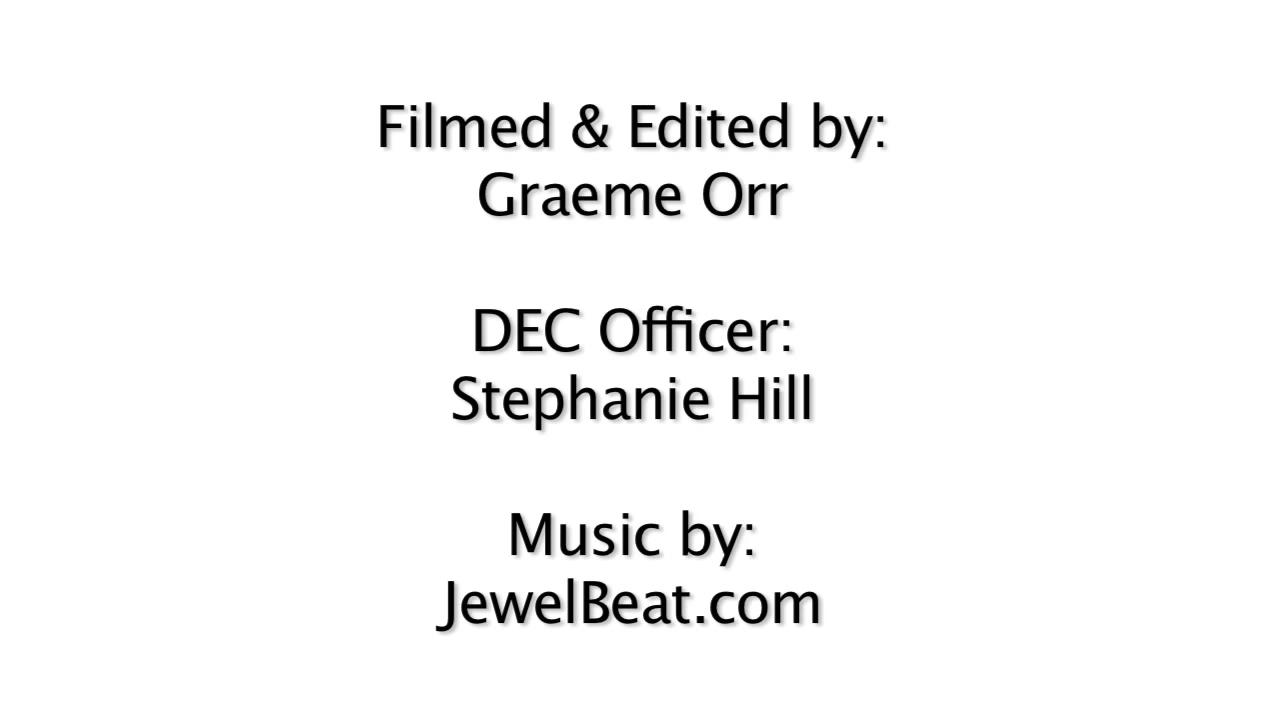 Filmed & Edited by:
Graeme Orr
DEC Officer:
Stephanie Hill
Music by:
JewelBeat.com